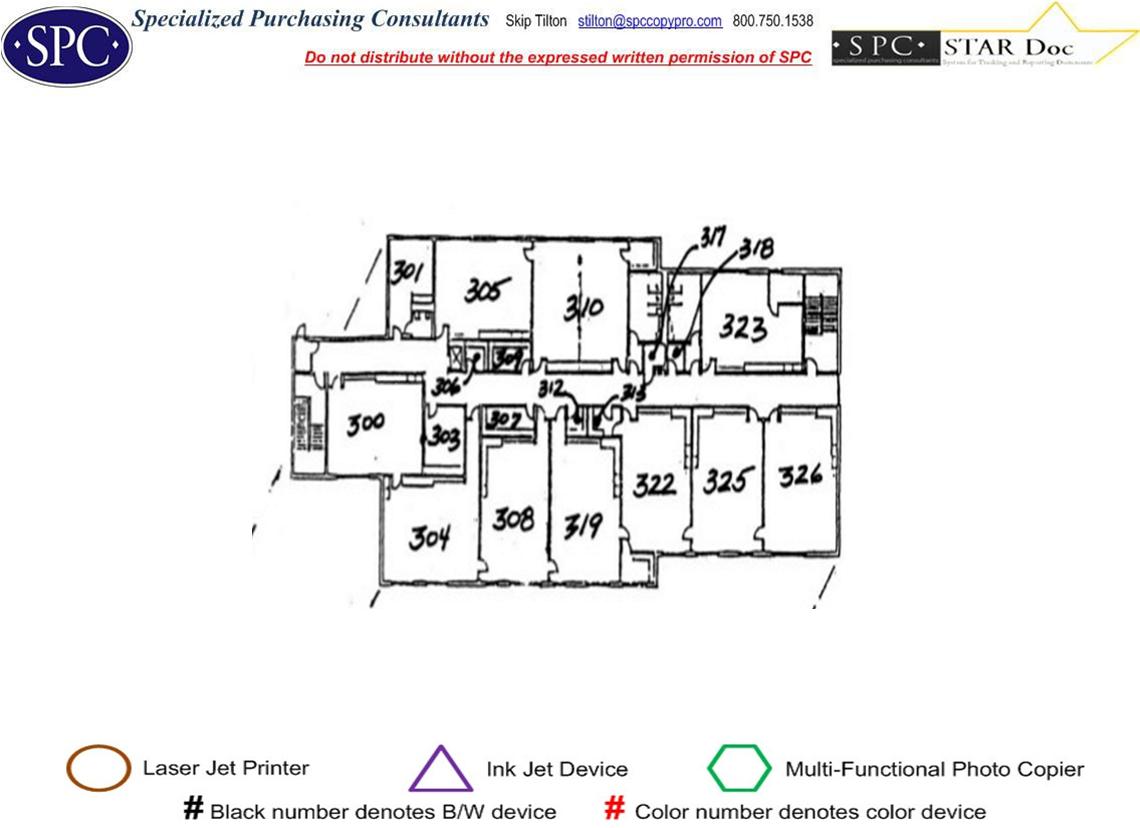 ·SPC·
Specialized Purchasing Consultants Skip Tilton stilton@spccopypro.com 800.750.1538
Do not distribute without the expressed written permission of SPC
·SPC· STAR Doc
specialized purchasing consultants System for Tracking and Reporting Documents
317
318
301
305
310
323
309
306
312
313
300
303
307
322
325
326
304
308
319
Laser Jet Printer Ink Jet Device Multi-Functional Photo Copier
# Black number denotes B/W device # Color number denotes color device